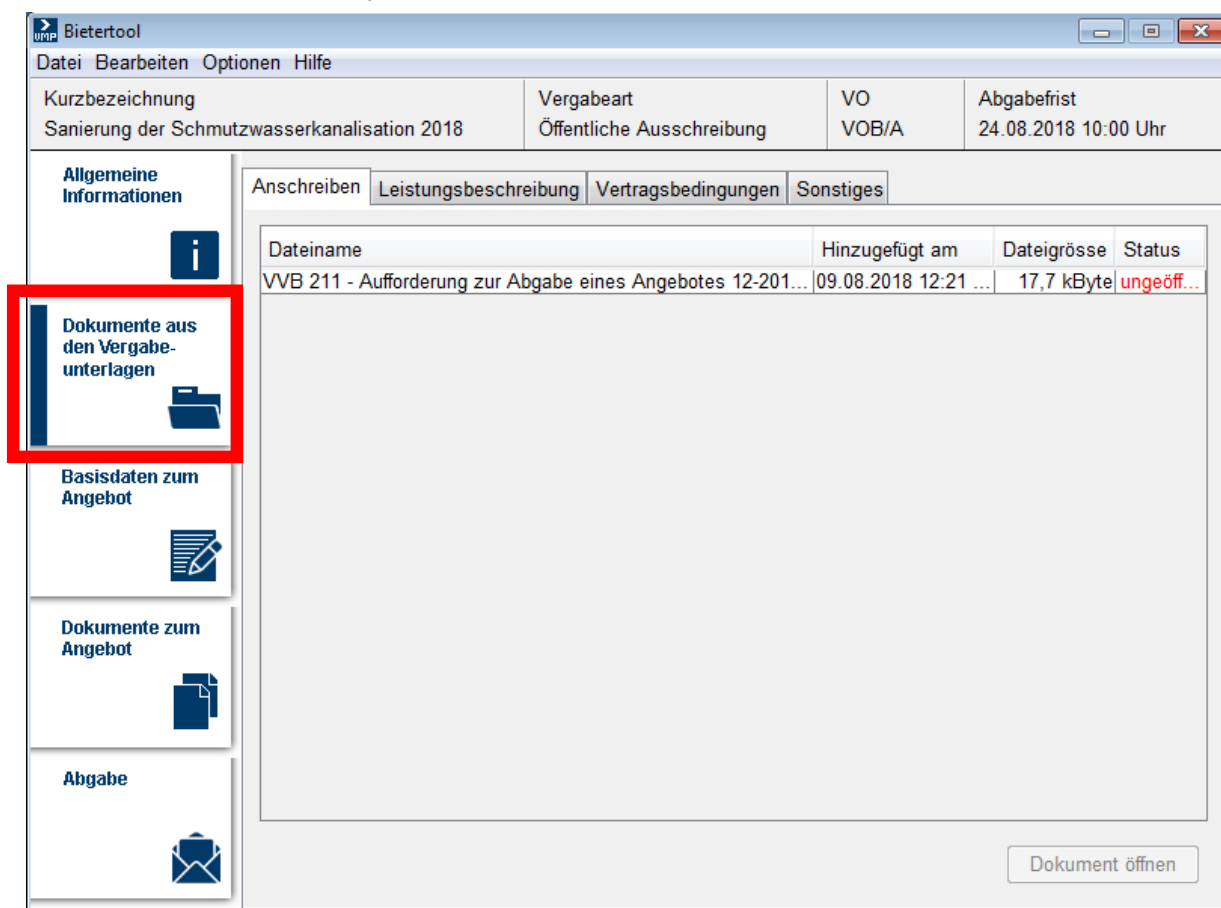 VMP Bietertool
Datei Bearbeiten Optionen Hilfe
Kurzbezeichnung Vergabeart VO Abgabefrist
Sanierung der Schmutzwasserkanalisation 2018 Öffentliche Ausschreibung VOB/A 24.08.2018 10:00 Uhr
Allgemeine
Informationen
Dokumente aus
den Vergabe-
unterlagen
Basisdaten zum
Angebot
Dokumente zum
Angebot
Abgabe
Anschreiben Leistungsbeschreibung Vertragsbedingungen Sonstiges
Dateiname Hinzugefügt am Dateigrösse Status
VVB 211 - Aufforderung zur Abgabe eines Angebotes 12-201... 09.08.2018 12:21 ... 17,7 kByte ungeöff...
Dokument öffnen